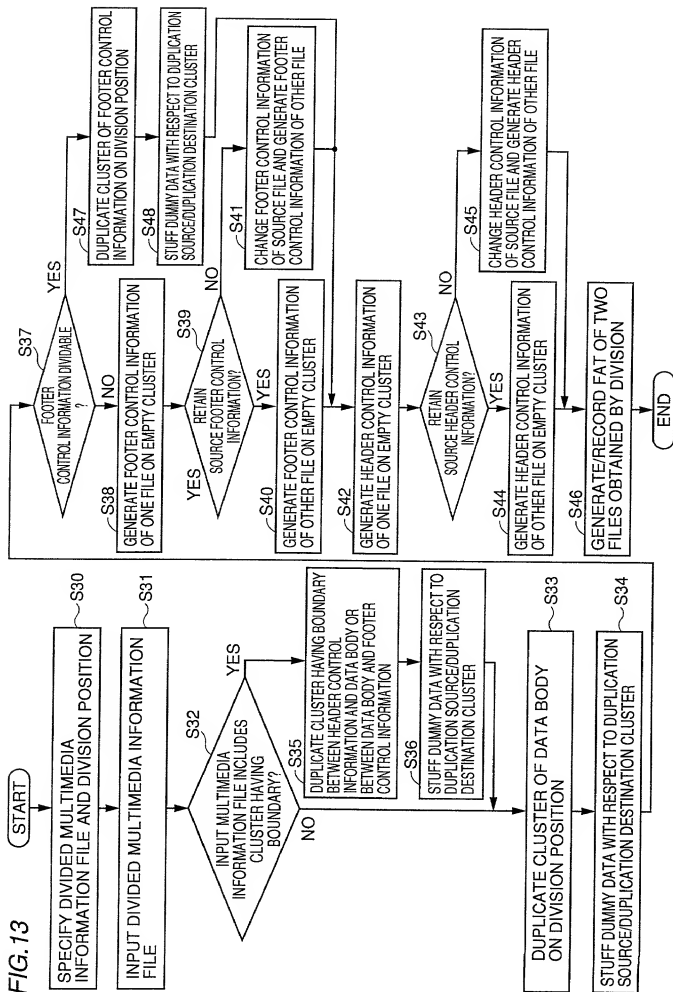 FIG.13
START
SPECIFY DIVIDED MULTIMEDIA
INFORMATION FILE AND DIVISION POSITION
S30
INPUT DIVIDED MULTIMEDIA INFORMATION
FILE
S31
S32
INPUT MULTIMEDIA
INFORMATION FILE INCLUDES
CLUSTER HAVING
BOUNDARY?
YES
NO
S35
DUPLICATE CLUSTER HAVING BOUNDARY
BETWEEN HEADER CONTROL
INFORMATION AND DATA BODY OR
BETWEEN DATA BODY AND FOOTER
CONTROL INFORMATION
S36
STUFF DUMMY DATA WITH RESPECT TO
DUPLICATION SOURCE/DUPLICATION
DESTINATION CLUSTER
S33
DUPLICATE CLUSTER OF DATA BODY
ON DIVISION POSITION
S34
STUFF DUMMY DATA WITH RESPECT TO DUPLICATION
SOURCE/DUPLICATION DESTINATION CLUSTER
S37
FOOTER
CONTROL INFORMATION DIVIDABLE
?
YES
NO
S47
DUPLICATE CLUSTER OF FOOTER CONTROL
INFORMATION ON DIVISION POSITION
S48
STUFF DUMMY DATA WITH RESPECT TO DUPLICATION
SOURCE/DUPLICATION DESTINATION CLUSTER
S38
GENERATE FOOTER CONTROL INFORMATION
OF ONE FILE ON EMPTY CLUSTER
S39
YES
RETAIN
SOURCE FOOTER CONTROL
INFORMATION?
NO
YES
S41
CHANGE FOOTER CONTROL INFORMATION
OF SOURCE FILE AND GENERATE FOOTER
CONTROL INFORMATION OF OTHER FILE
S40
GENERATE FOOTER CONTROL INFORMATION
OF OTHER FILE ON EMPTY CLUSTER
S42
GENERATE HEADER CONTROL INFORMATION
OF ONE FILE ON EMPTY CLUSTER
S43
RETAIN
SOURCE HEADER CONTROL
INFORMATION?
NO
YES
S45
CHANGE HEADER CONTROL INFORMATION
OF SOURCE FILE AND GENERATE HEADER
CONTROL INFORMATION OF OTHER FILE
S44
GENERATE HEADER CONTROL INFORMATION
OF OTHER FILE ON EMPTY CLUSTER
S46
GENERATE/RECORD FAT OF TWO
FILES OBTAINED BY DIVISION
END